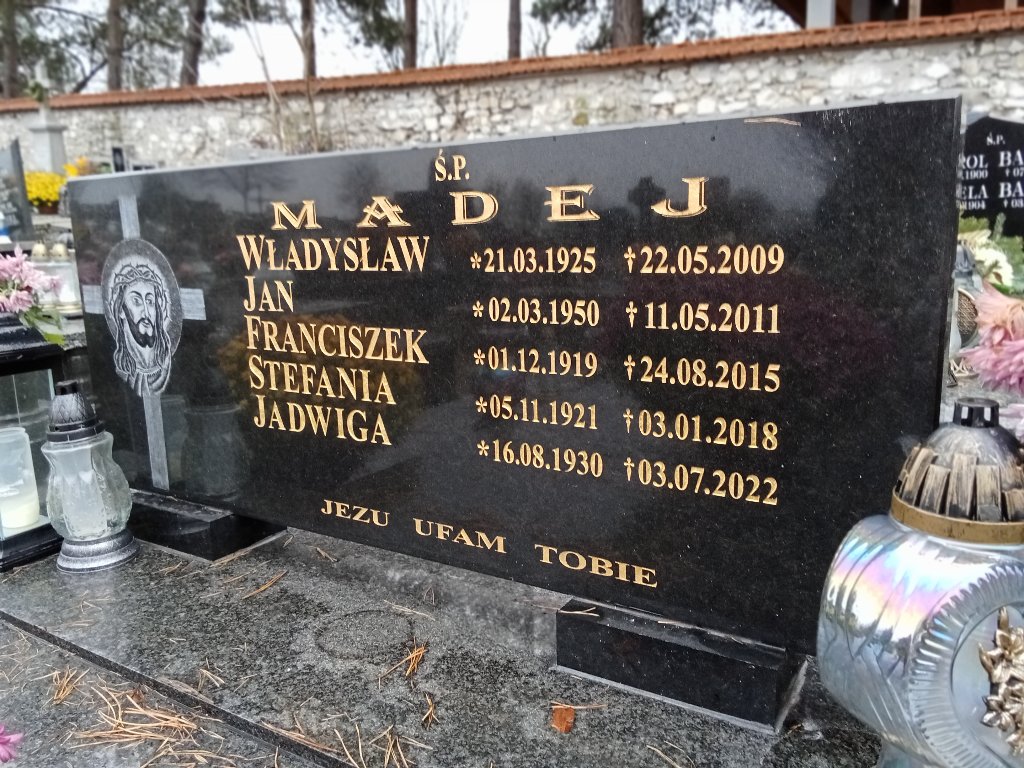 Ś.P.
MADEJ
WŁADYSŁAW *21.03.1925 †22.05.2009
JAN *02.03.1950 †11.05.2011
FRANCISZEK *01.12.1919 †24.08.2015
STEFANIA *05.11.1921 †03.01.2018
JADWIGA *16.08.1930 †03.07.2022
JEZU UFAM TOBIE
Ś.P.